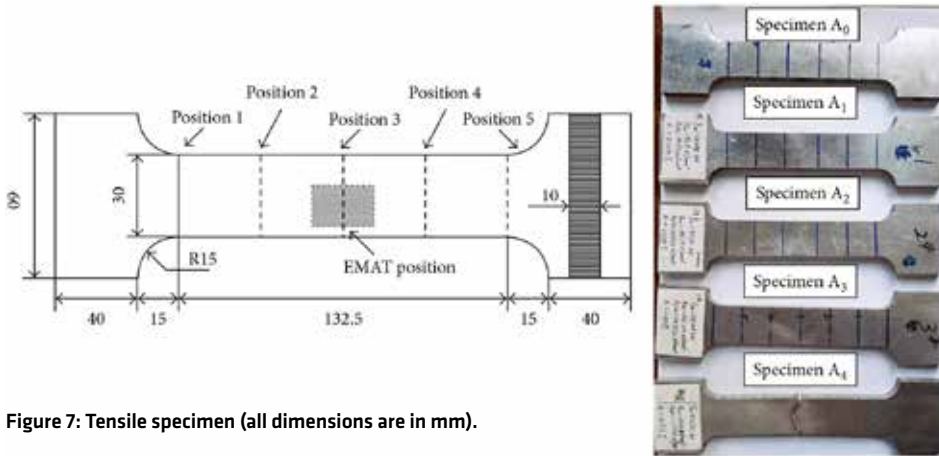 Position 1
Position 2
Position 3
Position 4
Position 5
60
30
10
R15
EMAT position
40
15
132.5
15
40
Figure 7: Tensile specimen (all dimensions are in mm).
Specimen A₀
Specimen A₁
Specimen A₂
Specimen A₃
Specimen A₄